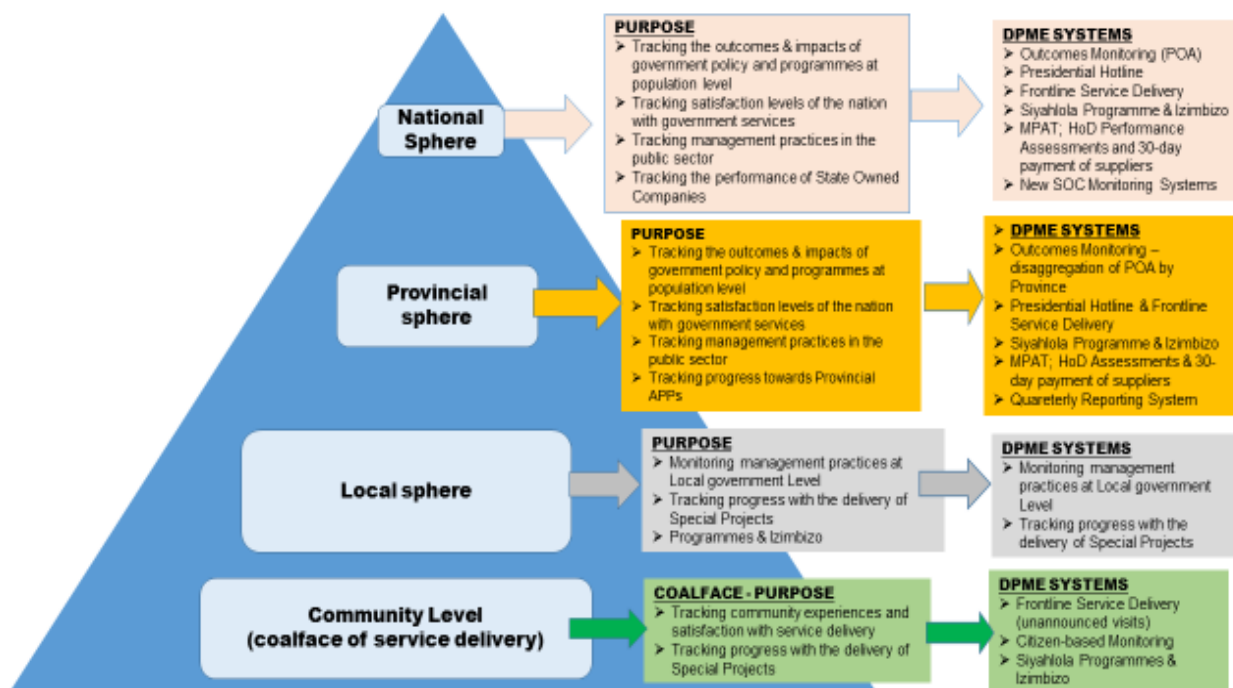 National
Sphere
PURPOSE
➢ Tracking the outcomes & impacts of
government policy and programmes at
population level
➢ Tracking satisfaction levels of the nation
with government services
➢ Tracking management practices in the
public sector
➢ Tracking the performance of State Owned
Companies
DPME SYSTEMS
➢ Outcomes Monitoring (POA)
➢ Presidential Hotline
➢ Frontline Service Delivery
➢ Siyahlola Programme & Izimbizo
➢ MPAT; HoD Performance
Assessments and 30-day
payment of suppliers
➢ New SOC Monitoring Systems
Provincial
sphere
PURPOSE
➢ Tracking the outcomes & impacts of
government policy and programmes at
population level
➢ Tracking satisfaction levels of the nation
with government services
➢ Tracking management practices in the
public sector
➢ Tracking progress towards Provincial
APPs
➢ DPME SYSTEMS
➢ Outcomes Monitoring –
disaggregation of POA by
Province
➢ Presidential Hotline & Frontline
Service Delivery
➢ Siyahlola Programme & Izimbizo
➢ MPAT; HoD Assessments & 30-
day payment of suppliers
➢ Quareterly Reporting System
Local sphere
PURPOSE
➢ Monitoring management practices at
Local government Level
➢ Tracking progress with the delivery of
Special Projects
➢ Programmes & Izimbizo
DPME SYSTEMS
➢ Monitoring management
practices at Local government
Level
➢ Tracking progress with the
delivery of Special Projects
Community Level
(coalface of service delivery)
COALFACE - PURPOSE
➢ Tracking community experiences and
satisfaction with service delivery
➢ Tracking progress with the delivery of
Special Projects
DPME SYSTEMS
➢ Frontline Service Delivery
(unannounced visits)
➢ Citizen-based Monitoring
➢ Siyahlola Programmes &
Izimbizo